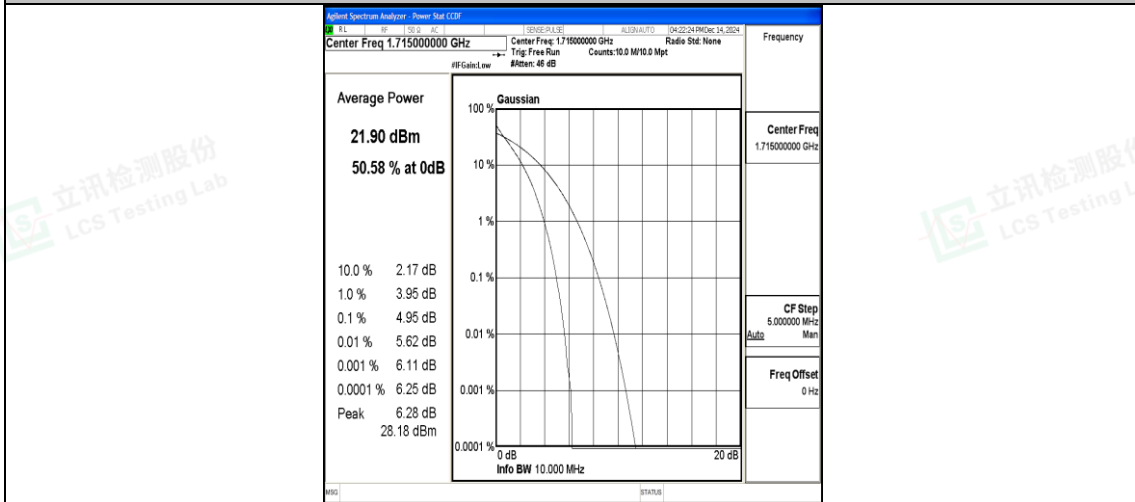 Agilent Spectrum Analyzer - Power Stat CCDF
RL RF 50 Ω AC SENSE:PULSE ALIGN AUTO 04:22:24 PM Dec 14, 2024
Center Freq 1.715000000 GHz
Center Freq: 1.715000000 GHz Radio Std: None
Trig: Free Run Counts:10.0 M/10.0 Mpt
#IFGain:Low #Atten: 46 dB
Frequency
Average Power
21.90 dBm
50.58 % at 0dB
10.0 % 2.17 dB
1.0 % 3.95 dB
0.1 % 4.95 dB
0.01 % 5.62 dB
0.001 % 6.11 dB
0.0001 % 6.25 dB
Peak 6.28 dB
28.18 dBm
Gaussian
100 %
10 %
1 %
0.1 %
0.01 %
0.001 %
0.0001 %
0 dB 20 dB
Info BW 10.000 MHz
Center Freq
1.715000000 GHz
CF Step
5.000000 MHz
Auto Man
Freq Offset
0 Hz
MSG STATUS
立讯检测股份
LCS Testing Lab
立讯检测股份
LCS Testing